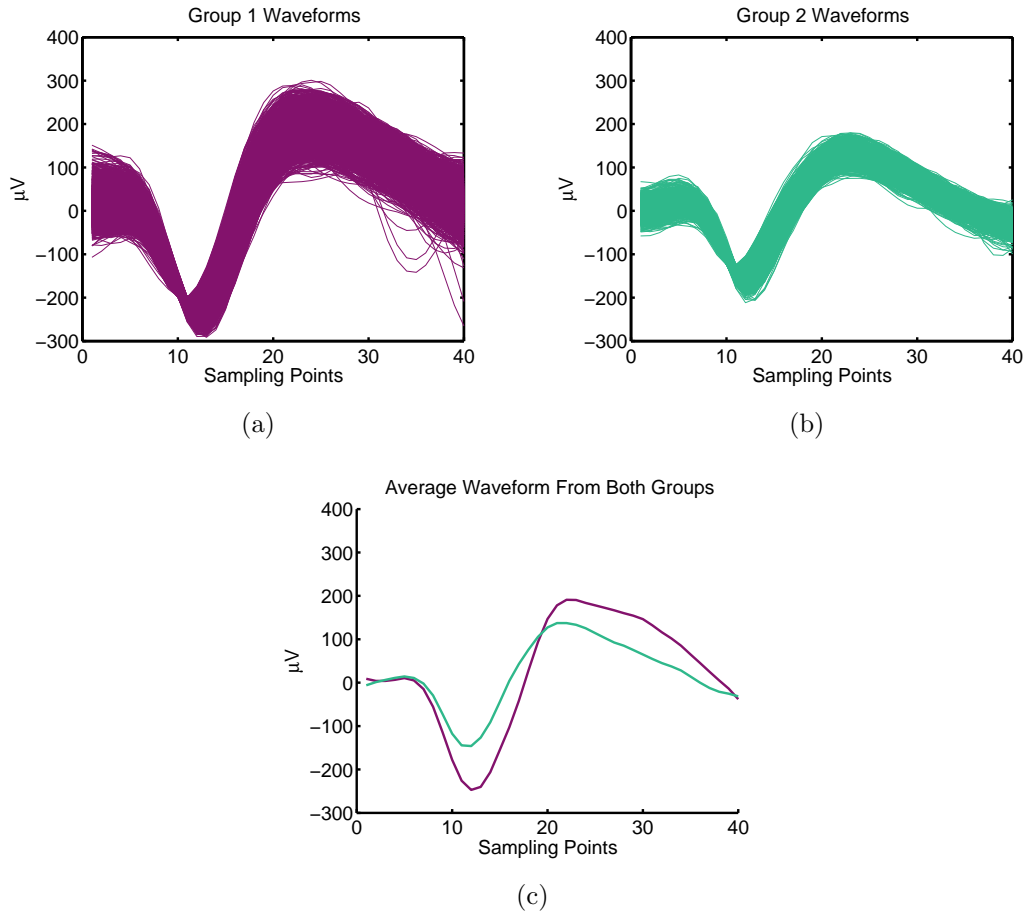 Group 1 Waveforms
400
300
200
100
0
−100
−200
−300
µV
0 10 20 30 40
Sampling Points
(a)
Group 2 Waveforms
400
300
200
100
0
−100
−200
−300
µV
0 10 20 30 40
Sampling Points
(b)
Average Waveform From Both Groups
400
300
200
100
0
−100
−200
−300
µV
0 10 20 30 40
Sampling Points
(c)